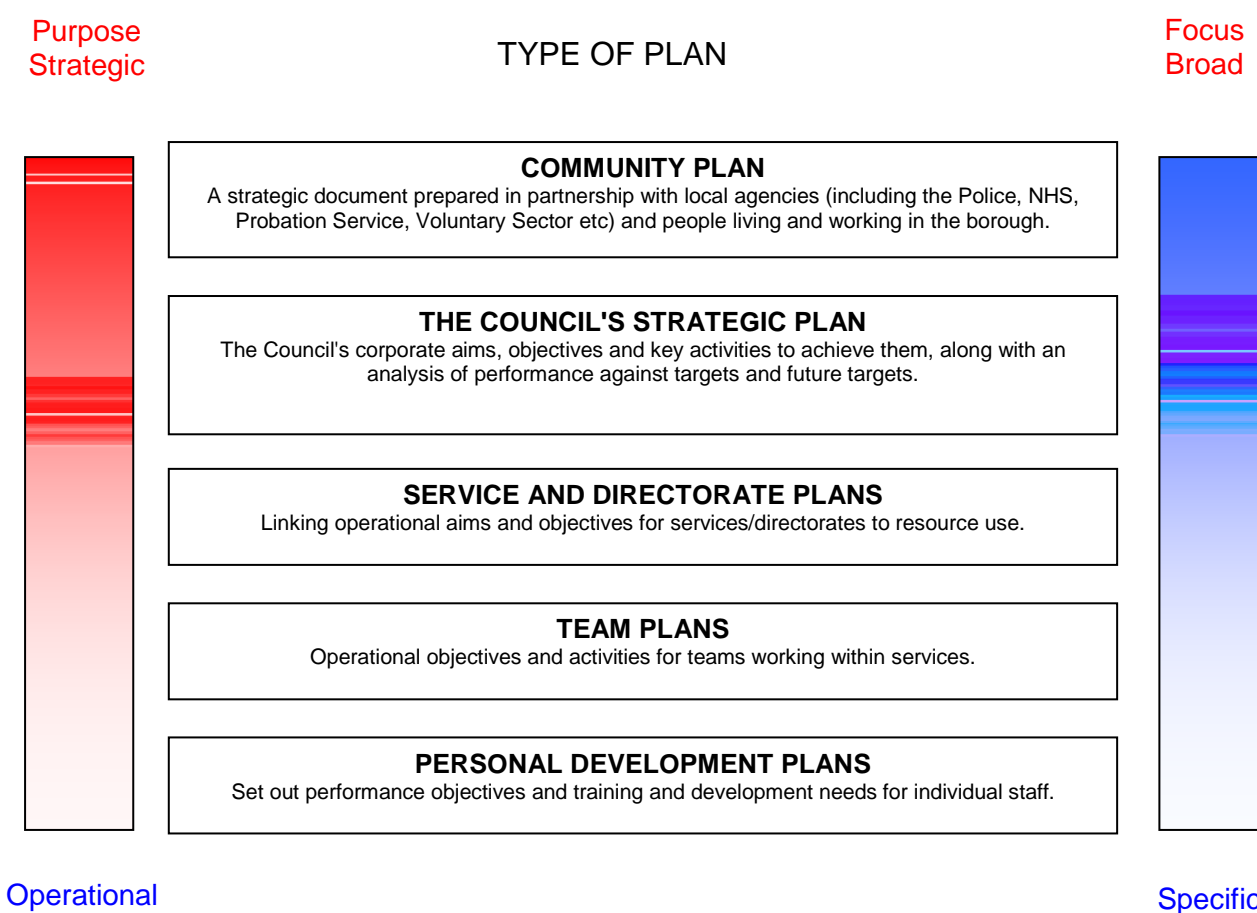 Purpose
Strategic
TYPE OF PLAN
Focus
Broad
COMMUNITY PLAN
A strategic document prepared in partnership with local agencies (including the Police, NHS,
Probation Service, Voluntary Sector etc) and people living and working in the borough.
THE COUNCIL'S STRATEGIC PLAN
The Council's corporate aims, objectives and key activities to achieve them, along with an
analysis of performance against targets and future targets.
SERVICE AND DIRECTORATE PLANS
Linking operational aims and objectives for services/directorates to resource use.
TEAM PLANS
Operational objectives and activities for teams working within services.
PERSONAL DEVELOPMENT PLANS
Set out performance objectives and training and development needs for individual staff.
Operational
Specific